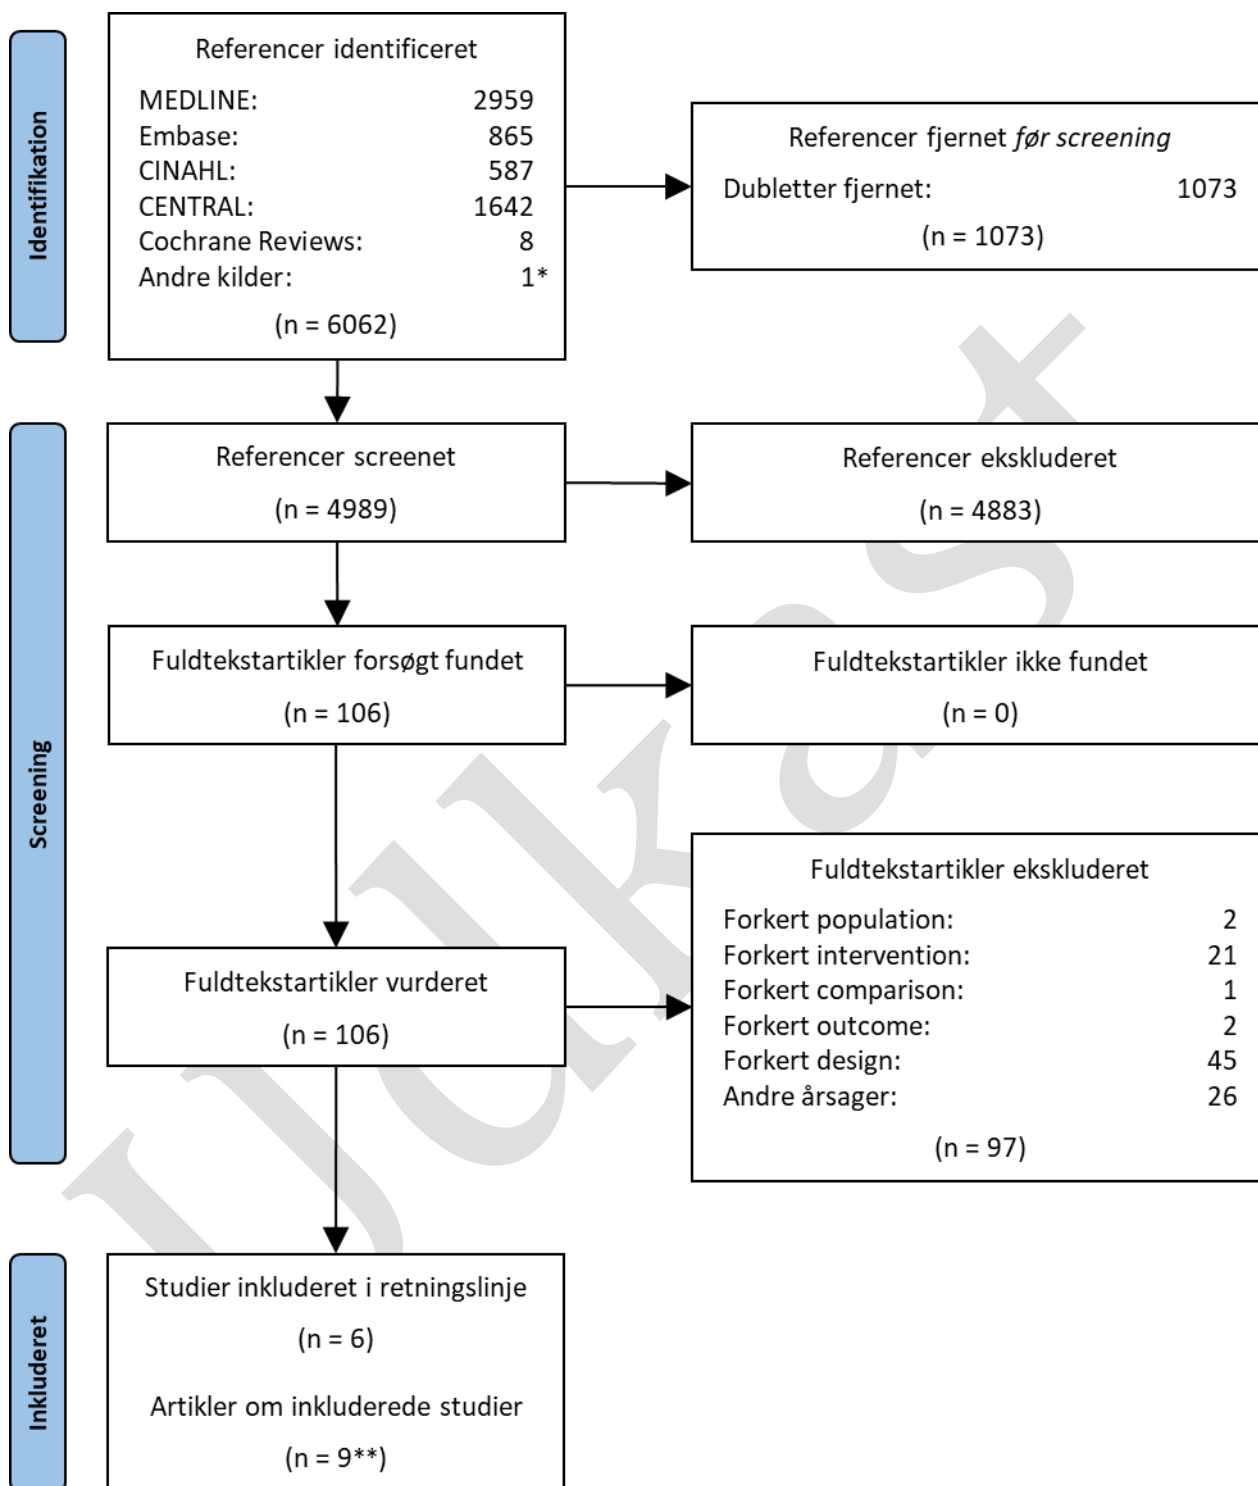 Identifikation
Referencer identificeret
MEDLINE: 2959
Embase: 865
CINAHL: 587
CENTRAL: 1642
Cochrane Reviews: 8
Andre kilder: 1*
(n = 6062)
Referencer fjernet før screening
Dubletter fjernet: 1073
(n = 1073)
Screening
Referencer screenet
(n = 4989)
Referencer ekskluderet
(n = 4883)
Fuldtekstartikler forsøgt fundet
(n = 106)
Fuldtekstartikler ikke fundet
(n = 0)
Fuldtekstartikler vurderet
(n = 106)
Fuldtekstartikler ekskluderet
Forkert population: 2
Forkert intervention: 21
Forkert comparison: 1
Forkert outcome: 2
Forkert design: 45
Andre årsager: 26
(n = 97)
Inkluderet
Studier inkluderet i retningslinje
(n = 6)
Artikler om inkluderede studier
(n = 9**)
Udkast